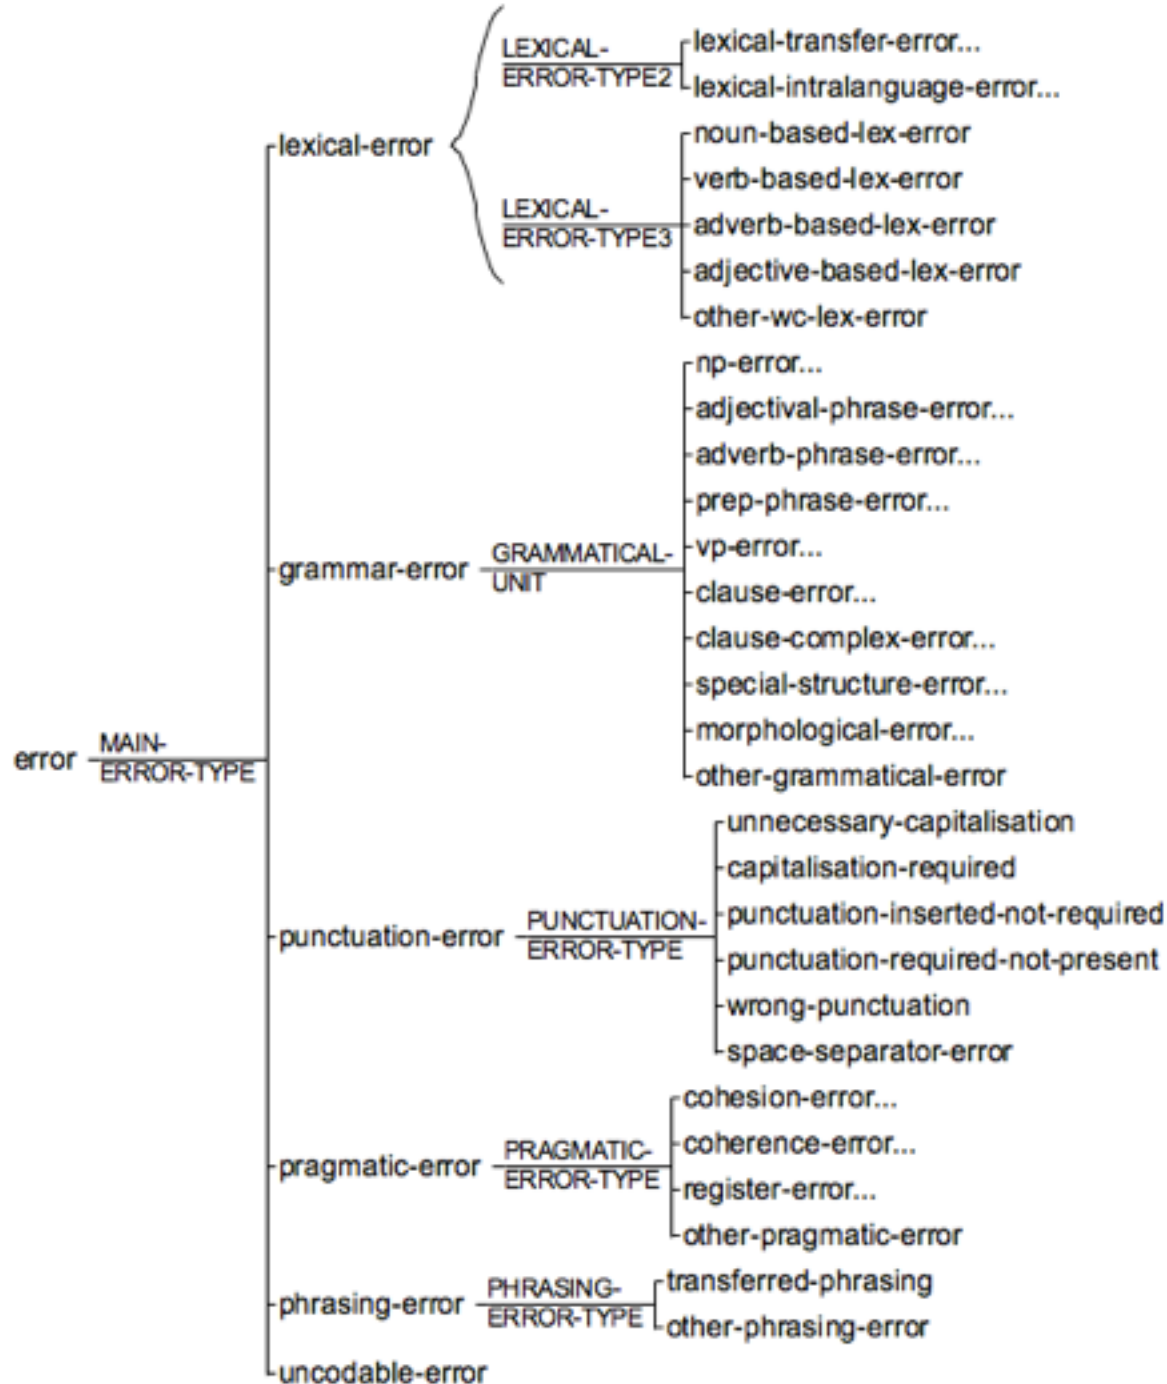 LEXICAL-
ERROR-TYPE2
lexical-transfer-error...
lexical-intralanguage-error...
lexical-error
LEXICAL-
ERROR-TYPE3
noun-based-lex-error
verb-based-lex-error
adverb-based-lex-error
adjective-based-lex-error
other-wc-lex-error
grammar-error
GRAMMATICAL-
UNIT
np-error...
adjectival-phrase-error...
adverb-phrase-error...
prep-phrase-error...
vp-error...
clause-error...
clause-complex-error...
special-structure-error...
morphological-error...
other-grammatical-error
error
MAIN-
ERROR-TYPE
punctuation-error
PUNCTUATION-
ERROR-TYPE
unnecessary-capitalisation
capitalisation-required
punctuation-inserted-not-required
punctuation-required-not-present
wrong-punctuation
space-separator-error
pragmatic-error
PRAGMATIC-
ERROR-TYPE
cohesion-error...
coherence-error...
register-error...
other-pragmatic-error
phrasing-error
PHRASING-
ERROR-TYPE
transferred-phrasing
other-phrasing-error
uncodable-error